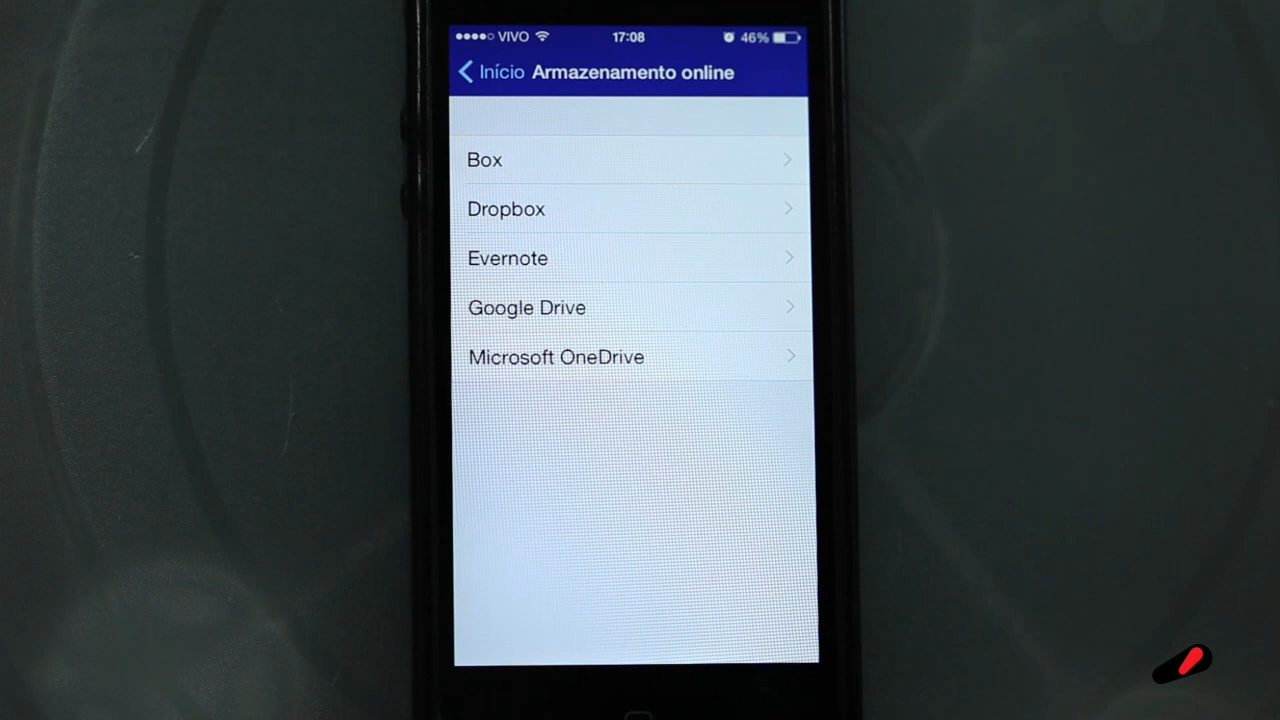 VIVO 17:08 46%
Início Armazenamento online
Box
Dropbox
Evernote
Google Drive
Microsoft OneDrive